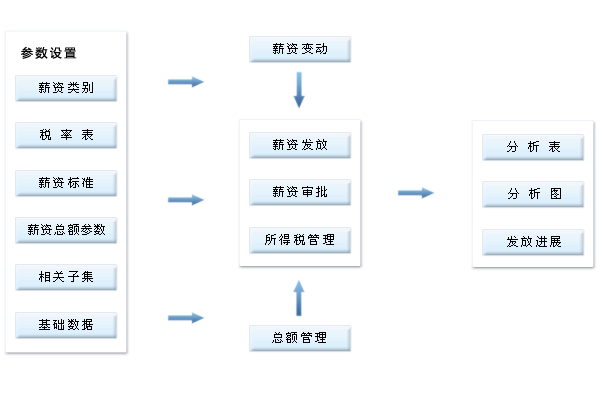 参数设置
薪资类别
税 率 表
薪资标准
薪资总额参数
相关子集
基础数据
薪资变动
薪资发放
薪资审批
所得税管理
总额管理
分 析 表
分 析 图
发放进展